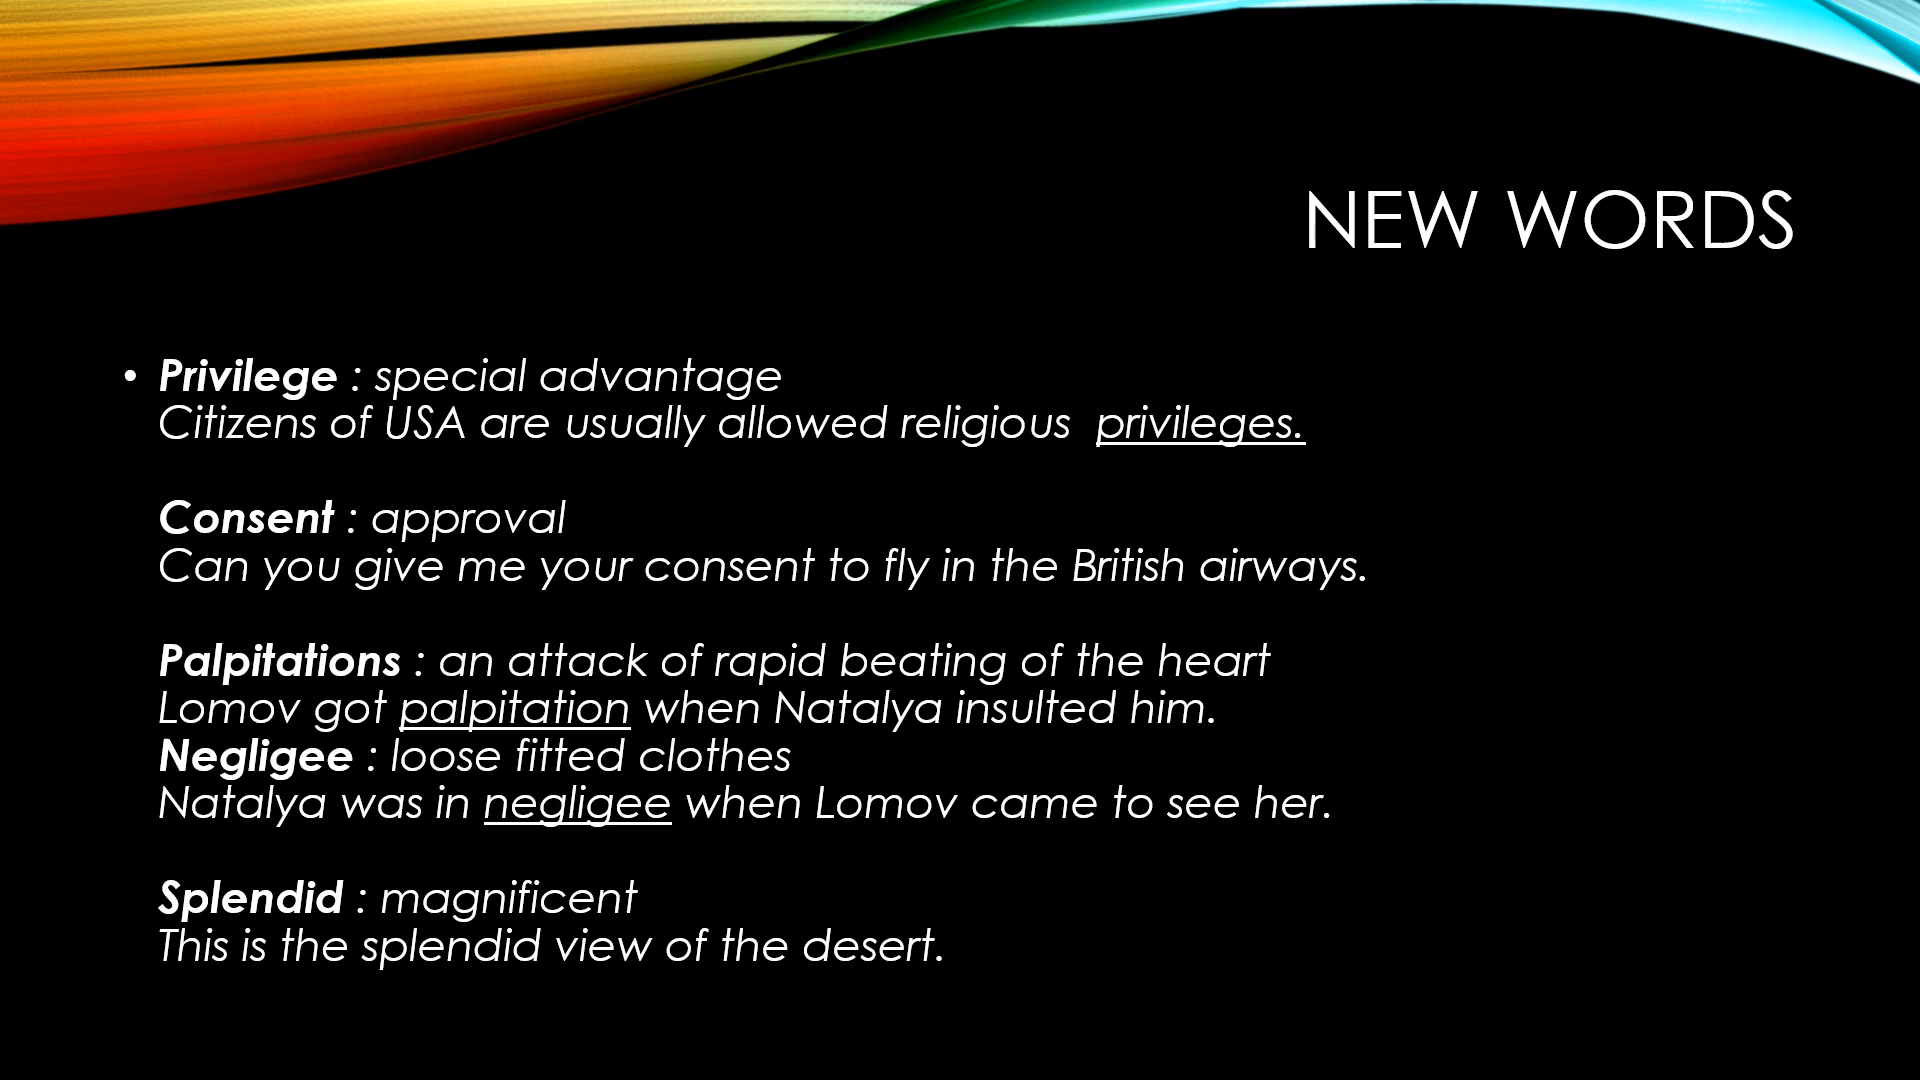 NEW WORDS
• Privilege : special advantage
Citizens of USA are usually allowed religious  privileges.
Consent : approval
Can you give me your consent to fly in the British airways.
Palpitations : an attack of rapid beating of the heart
Lomov got palpitation when Natalya insulted him.
Negligee : loose fitted clothes
Natalya was in negligee when Lomov came to see her.
Splendid : magnificent
This is the splendid view of the desert.